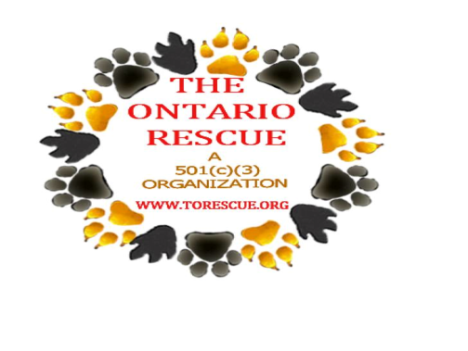 THE
ONTARIO
RESCUE
A
501(c)(3)
ORGANIZATION
WWW.TORESCUE.ORG